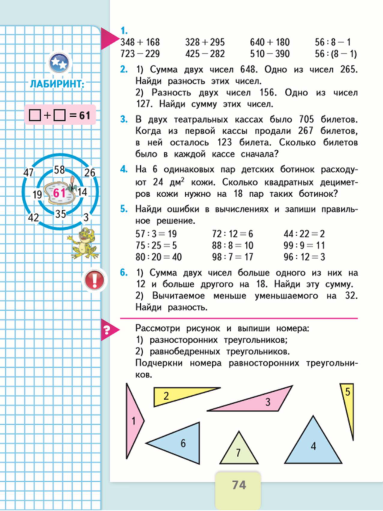 ЛАБИРИНТ:
□ + □ = 61
47 58 26
19 61 14
42 35 3
!
1.
348 + 168 328 + 295 640 + 180 56 : 8 − 1
723 − 229 425 − 282 510 − 390 56 : (8 − 1)
2. 1) Сумма двух чисел 648. Одно из чисел 265.
Найди разность этих чисел.
2) Разность двух чисел 156. Одно из чисел
127. Найди сумму этих чисел.
3. В двух театральных кассах было 705 билетов.
Когда из первой кассы продали 267 билетов,
в ней осталось 123 билета. Сколько билетов
было в каждой кассе сначала?
4. На 6 одинаковых пар детских ботинок расходу-
ют 24 дм² кожи. Сколько квадратных дециме-
ров кожи нужно на 18 пар таких ботинок?
5. Найди ошибки в вычислениях и запиши правиль-
ное решение.
57 : 3 = 19 72 : 12 = 6 44 : 22 = 2
75 : 25 = 5 88 : 8 = 10 99 : 9 = 11
80 : 20 = 40 98 : 7 = 17 96 : 12 = 3
6. 1) Сумма двух чисел больше одного из них на
12 и больше другого на 18. Найди эту сумму.
2) Вычитаемое меньше уменьшаемого на 32.
Найди разность.
?
Рассмотри рисунок и выпиши номера:
1) разносторонних треугольников;
2) равнобедренных треугольников.
Подчеркни номера равносторонних треугольни-
ков.
1 2 3 5
6 7 4
74